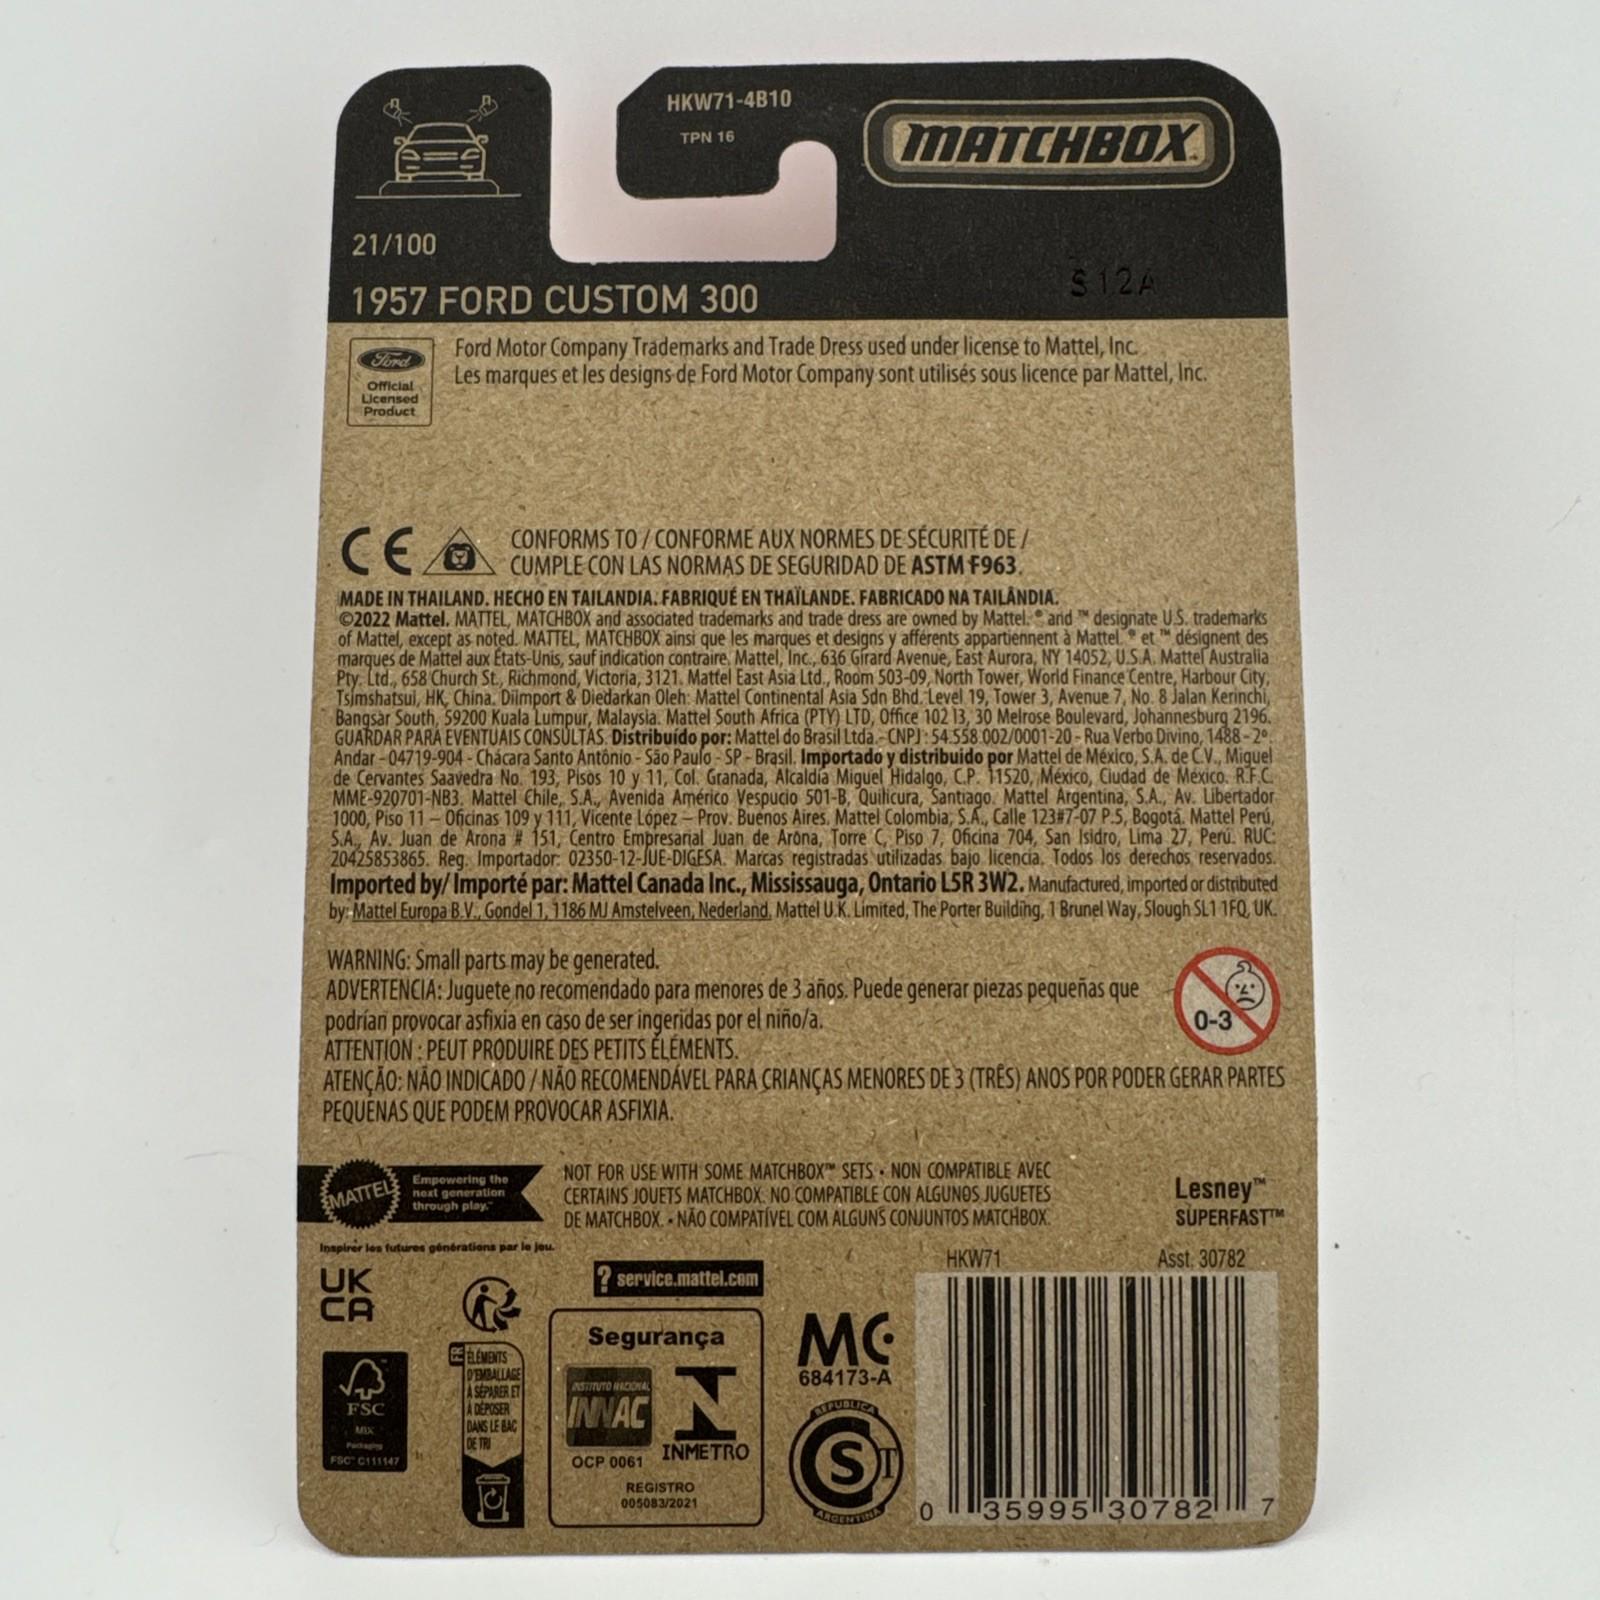 HKW71-4B10
TPN 16
MATCHBOX
21/100
1957 FORD CUSTOM 300
S12A
Ford
Official
Licensed
Product
Ford Motor Company Trademarks and Trade Dress used under license to Mattel, Inc.
Les marques et les designs de Ford Motor Company sont utilisés sous licence par Mattel, Inc.
CE
CONFORMS TO / CONFORME AUX NORMES DE SÉCURITÉ DE /
CUMPLE CON LAS NORMAS DE SEGURIDAD DE ASTM F963.
MADE IN THAILAND. HECHO EN TAILANDIA. FABRIQUÉ EN THAÏLANDE. FABRICADO NA TAILÂNDIA.
©2022 Mattel. MATTEL, MATCHBOX and associated trademarks and trade dress are owned by Mattel. ® and ™ designate U.S. trademarks
of Mattel, except as noted. MATTEL, MATCHBOX ainsi que les marques et designs y afférents appartiennent à Mattel. ® et ™ désignent des
marques de Mattel aux États-Unis, sauf indication contraire. Mattel, Inc., 636 Girard Avenue, East Aurora, NY 14052, U.S.A. Mattel Australia
Pty. Ltd., 658 Church St., Richmond, Victoria, 3121. Mattel East Asia Ltd., Room 503-09, North Tower, World Finance Centre, Harbour City,
Tsimshatsui, HK, China. Diimport & Diedarkan Oleh: Mattel Continental Asia Sdn Bhd. Level 19, Tower 3, Avenue 7, No. 8 Jalan Kerinchi,
Bangsar South, 59200 Kuala Lumpur, Malaysia. Mattel South Africa (PTY) LTD, Office 102 I3, 30 Melrose Boulevard, Johannesburg 2196.
GUARDAR PARA EVENTUAIS CONSULTAS. Distribuído por: Mattel do Brasil Ltda.- CNPJ : 54.558.002/0001-20 - Rua Verbo Divino, 1488 - 2º.
Andar - 04719-904 - Chácara Santo Antônio - São Paulo - SP - Brasil. Importado y distribuido por Mattel de México, S.A. de C.V., Miguel
de Cervantes Saavedra No. 193, Pisos 10 y 11, Col. Granada, Alcaldía Miguel Hidalgo, C.P. 11520, México, Ciudad de México. R.F.C.
MME-920701-NB3. Mattel Chile, S.A., Avenida Américo Vespucio 501-B, Quilicura, Santiago. Mattel Argentina, S.A., Av. Libertador
1000, Piso 11 – Oficinas 109 y 111, Vicente López – Prov. Buenos Aires. Mattel Colombia, S.A., Calle 123#7-07 P.5, Bogotá. Mattel Perú,
S.A., Av. Juan de Arona # 151, Centro Empresarial Juan de Arona, Torre C, Piso 7, Oficina 704, San Isidro, Lima 27, Perú. RUC:
20425853865. Reg. Importador: 02350-12-JUE-DIGESA. Marcas registradas utilizadas bajo licencia. Todos los derechos reservados.
Imported by/ Importé par: Mattel Canada Inc., Mississauga, Ontario L5R 3W2. Manufactured, imported or distributed
by: Mattel Europa B.V., Gondel 1, 1186 MJ Amstelveen, Nederland. Mattel U.K. Limited, The Porter Building, 1 Brunel Way, Slough SL1 1FQ, UK.
WARNING: Small parts may be generated.
ADVERTENCIA: Juguete no recomendado para menores de 3 años. Puede generar piezas pequeñas que
podrían provocar asfixia en caso de ser ingeridas por el niño/a.
ATTENTION : PEUT PRODUIRE DES PETITS ÉLÉMENTS.
ATENÇÃO: NÃO INDICADO / NÃO RECOMENDÁVEL PARA CRIANÇAS MENORES DE 3 (TRÊS) ANOS POR PODER GERAR PARTES
PEQUENAS QUE PODEM PROVOCAR ASFIXIA.
0-3
MATTEL
Empowering the
next generation
through play.™
Inspirer les futures générations par le jeu.
NOT FOR USE WITH SOME MATCHBOX™ SETS • NON COMPATIBLE AVEC
CERTAINS JOUETS MATCHBOX. NO COMPATIBLE CON ALGUNOS JUGUETES
DE MATCHBOX. • NÃO COMPATÍVEL COM ALGUNS CONJUNTOS MATCHBOX.
Lesney™
SUPERFAST™
UK
CA
? service.mattel.com
HKW71
Asst. 30782
FR
ÉLÉMENTS
D'EMBALLAGE
À SÉPARER ET
À DÉPOSER
DANS LE BAC
DE TRI
FSC
MIX
Packaging
FSC™ C111147
Segurança
INSTITUTO NACIONAL
INNAC
OCP 0061
INMETRO
REGISTRO
005083/2021
MC
684173-A
REPUBLICA
S T
ARGENTINA
0 35995 30782 7